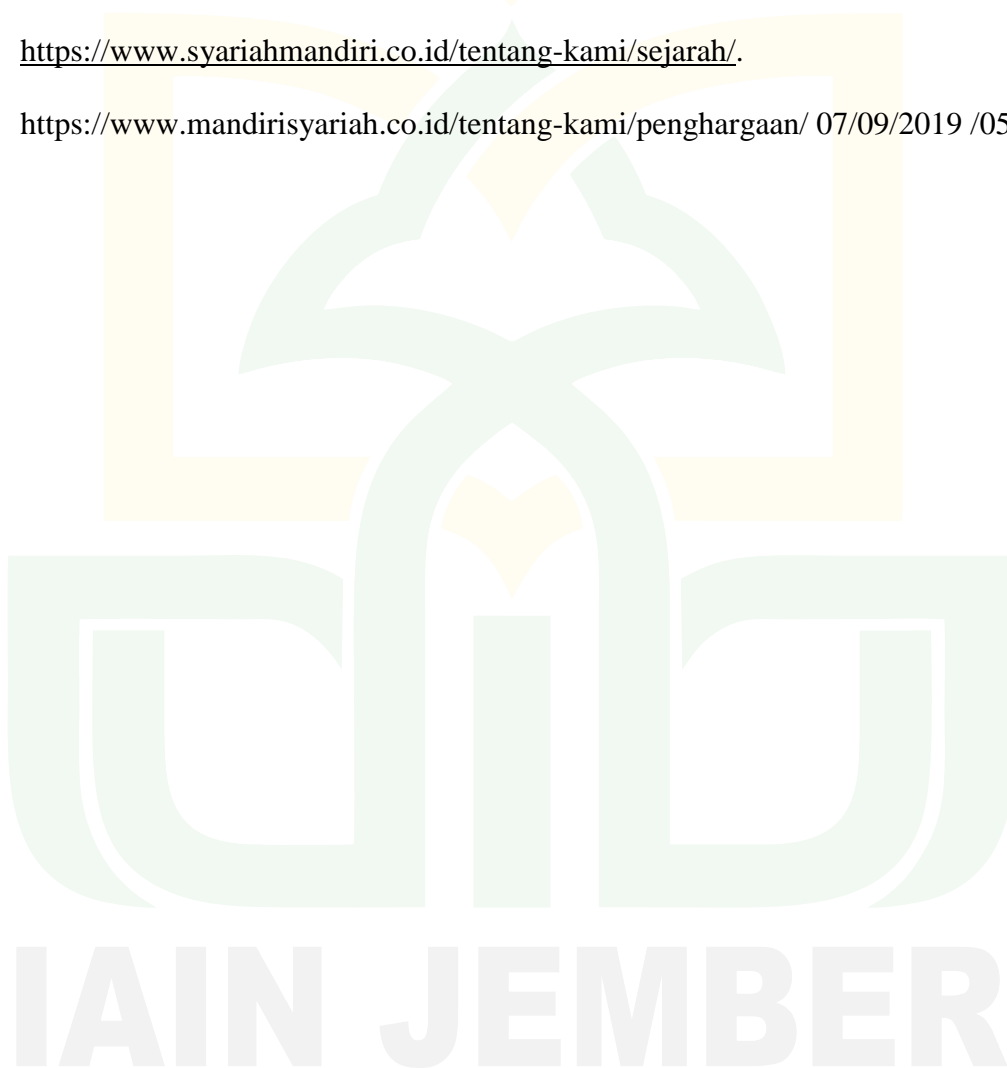 https://www.syariahmandiri.co.id/tentang-kami/sejarah/.
https://www.mandirisyariah.co.id/tentang-kami/penghargaan/ 07/09/2019 /05
IAIN JEMBER